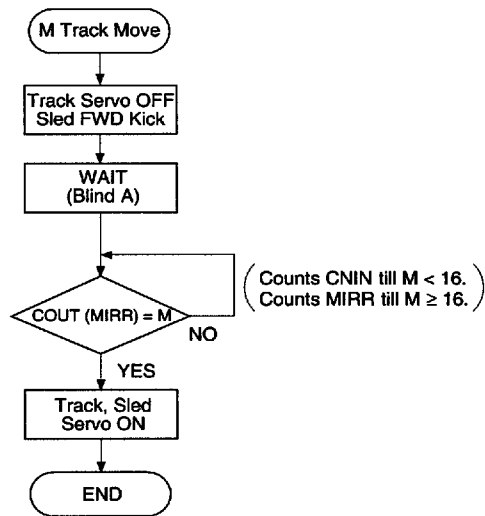 M Track Move
Track Servo OFF
Sled FWD Kick
WAIT
(Blind A)
Counts CNIN till M < 16.
Counts MIRR till M ≥ 16.
COUT (MIRR) = M
NO
YES
Track, Sled
Servo ON
END